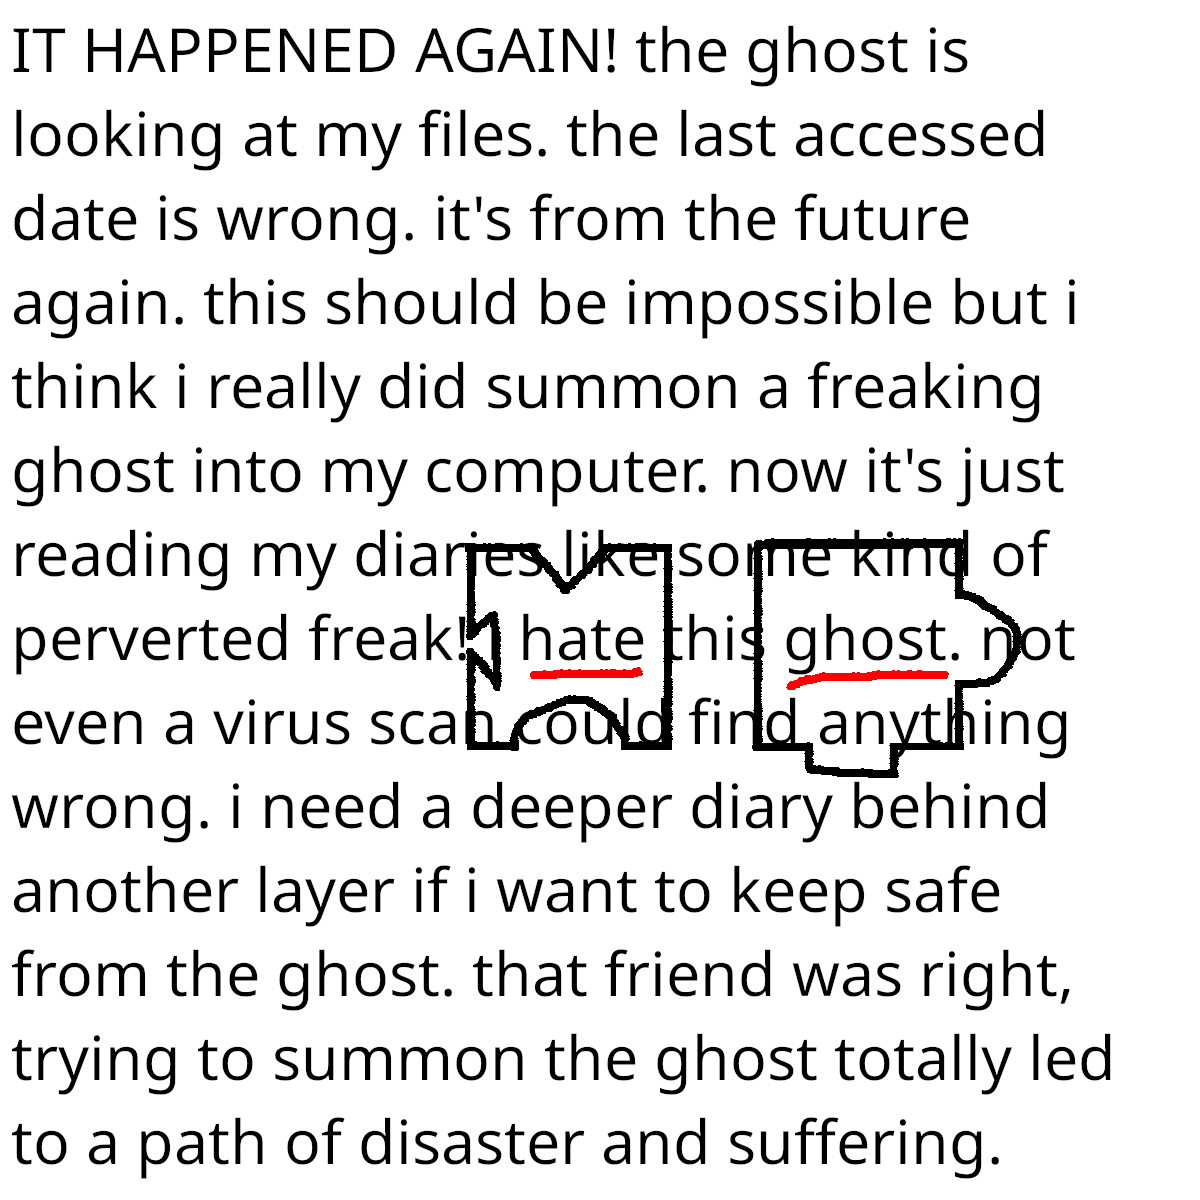 IT HAPPENED AGAIN! the ghost is
looking at my files. the last accessed
date is wrong. it's from the future
again. this should be impossible but i
think i really did summon a freaking
ghost into my computer. now it's just
reading my diaries like some kind of
perverted freak! i hate this ghost. not
even a virus scan could find anything
wrong. i need a deeper diary behind
another layer if i want to keep safe
from the ghost. that friend was right,
trying to summon the ghost totally led
to a path of disaster and suffering.